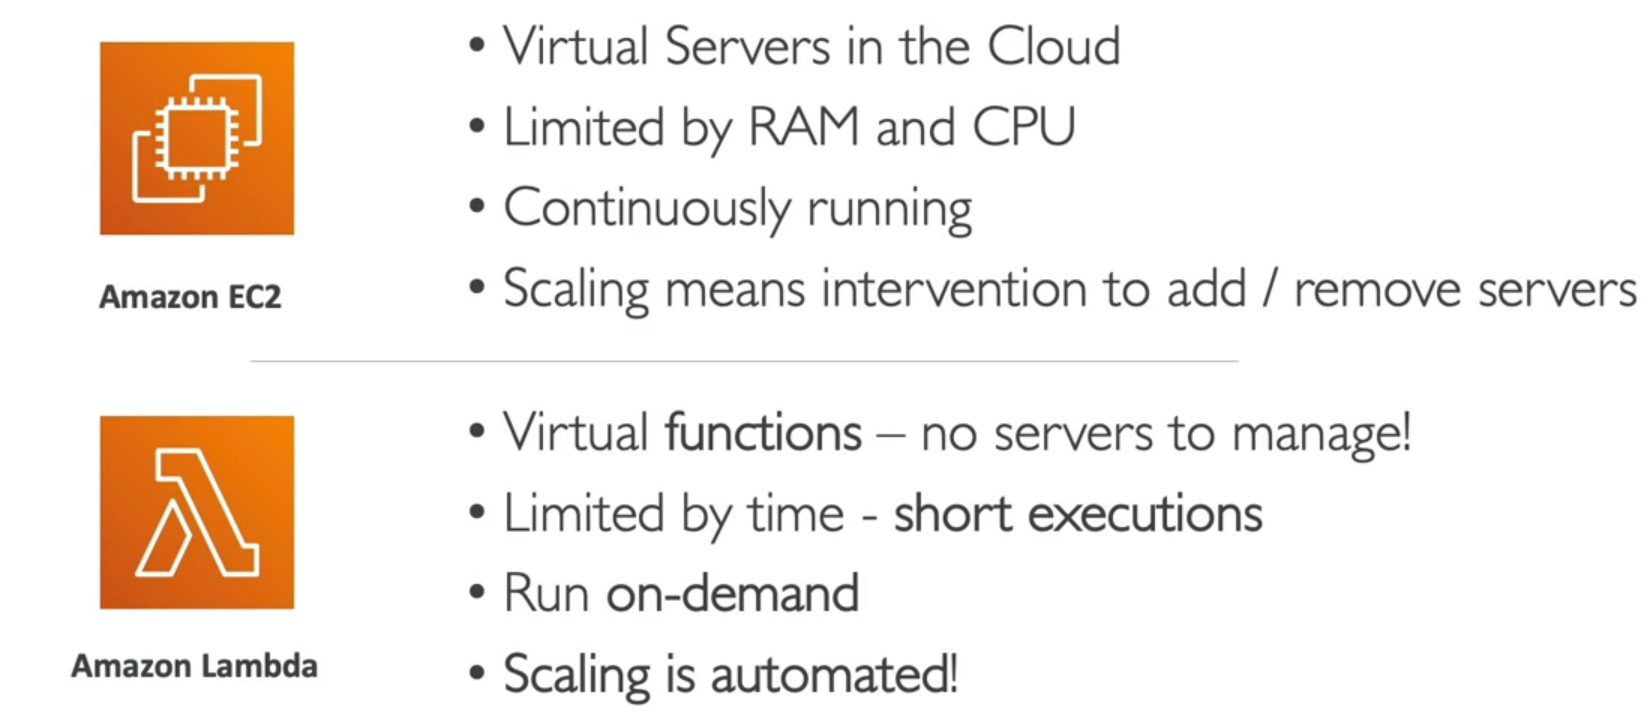 • Virtual Servers in the Cloud
• Limited by RAM and CPU
• Continuously running
• Scaling means intervention to add / remove servers
Amazon EC2
• Virtual functions – no servers to manage!
• Limited by time - short executions
• Run on-demand
• Scaling is automated!
Amazon Lambda